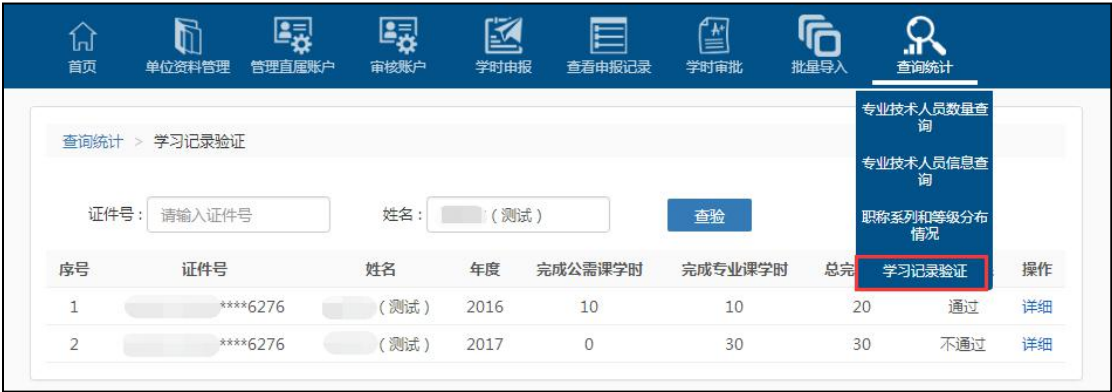 首页 单位资料管理 管理直属账户 审核账户 学时申报 查看申报记录 学时审批 批量导入 查询统计
专业技术人员数量查
询
查询统计 > 学习记录验证
专业技术人员信息查
询
证件号: 请输入证件号 姓名: (测试) 查验
职称系列和等级分布
情况
序号 证件号 姓名 年度 完成公需课学时 完成专业课学时 总完 学习记录验证 操作
1 ****6276 (测试) 2016 10 10 20 通过 详细
2 ****6276 (测试) 2017 0 30 30 不通过 详细